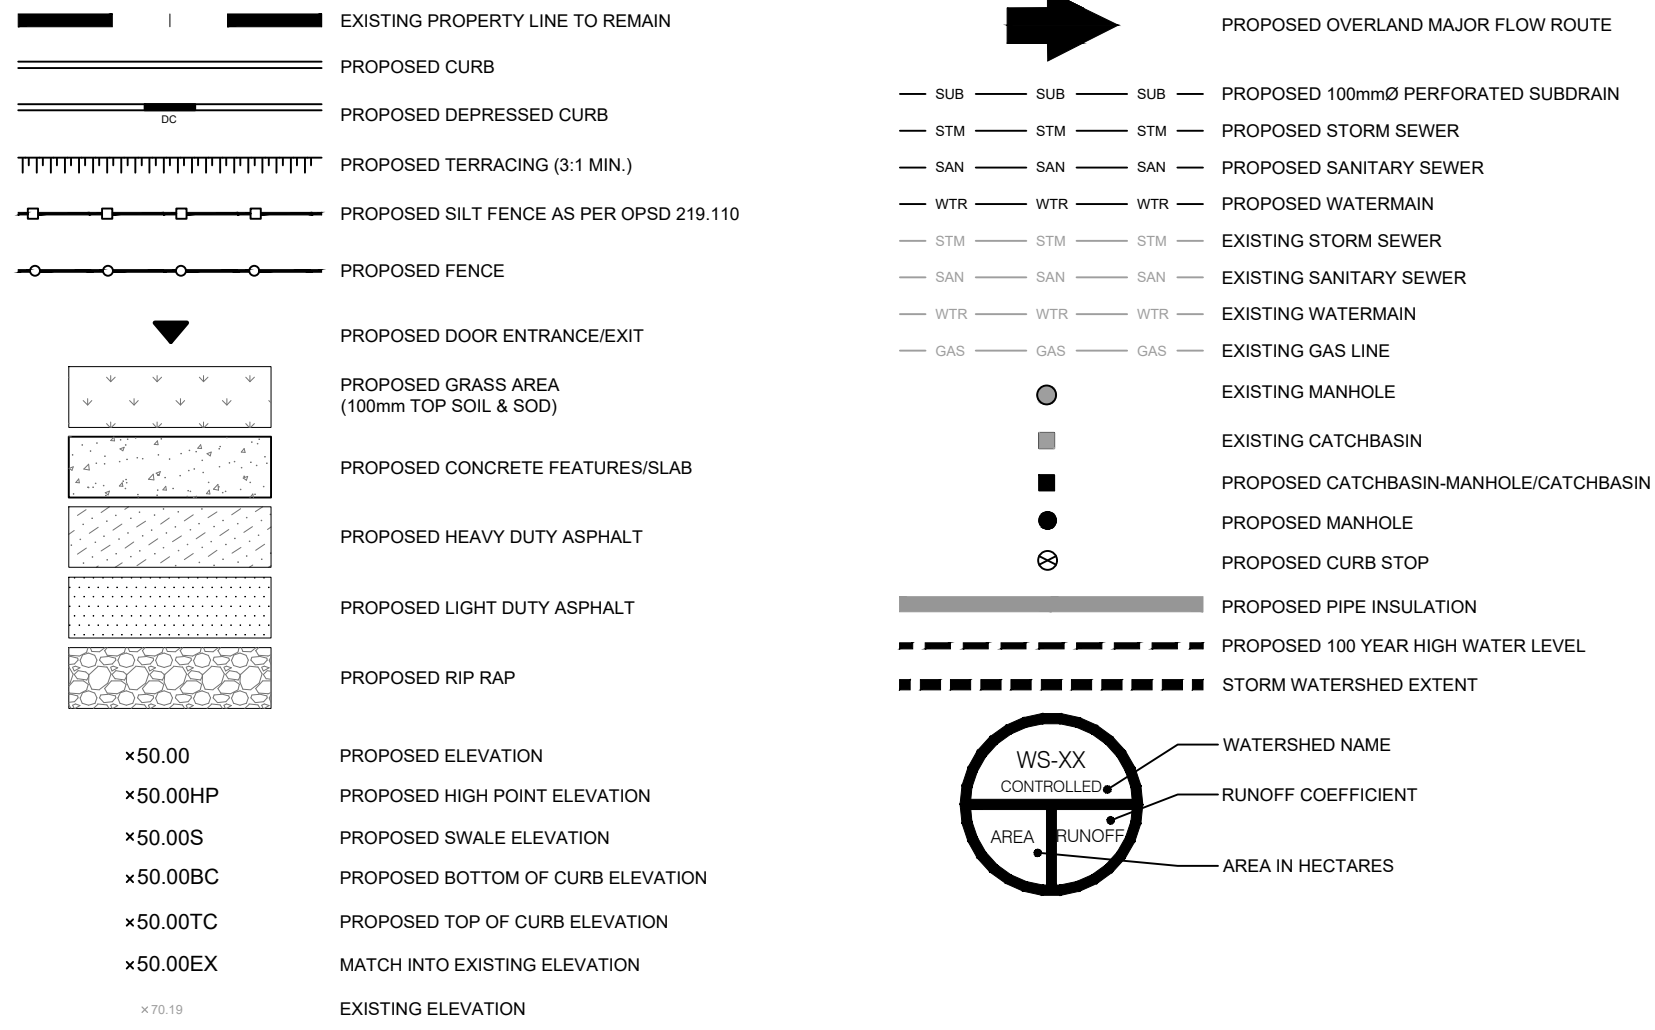 EXISTING PROPERTY LINE TO REMAIN
PROPOSED CURB
DC
PROPOSED DEPRESSED CURB
PROPOSED TERRACING (3:1 MIN.)
PROPOSED SILT FENCE AS PER OPSD 219.110
PROPOSED FENCE
PROPOSED DOOR ENTRANCE/EXIT
PROPOSED GRASS AREA
(100mm TOP SOIL & SOD)
PROPOSED CONCRETE FEATURES/SLAB
PROPOSED HEAVY DUTY ASPHALT
PROPOSED LIGHT DUTY ASPHALT
PROPOSED RIP RAP
×50.00 PROPOSED ELEVATION
×50.00HP PROPOSED HIGH POINT ELEVATION
×50.00S PROPOSED SWALE ELEVATION
×50.00BC PROPOSED BOTTOM OF CURB ELEVATION
×50.00TC PROPOSED TOP OF CURB ELEVATION
×50.00EX MATCH INTO EXISTING ELEVATION
×70.19 EXISTING ELEVATION
PROPOSED OVERLAND MAJOR FLOW ROUTE
SUB SUB SUB PROPOSED 100mmØ PERFORATED SUBDRAIN
STM STM STM PROPOSED STORM SEWER
SAN SAN SAN PROPOSED SANITARY SEWER
WTR WTR WTR PROPOSED WATERMAIN
STM STM STM EXISTING STORM SEWER
SAN SAN SAN EXISTING SANITARY SEWER
WTR WTR WTR EXISTING WATERMAIN
GAS GAS GAS EXISTING GAS LINE
EXISTING MANHOLE
EXISTING CATCHBASIN
PROPOSED CATCHBASIN-MANHOLE/CATCHBASIN
PROPOSED MANHOLE
PROPOSED CURB STOP
PROPOSED PIPE INSULATION
PROPOSED 100 YEAR HIGH WATER LEVEL
STORM WATERSHED EXTENT
WS-XX
CONTROLLED
AREA RUNOFF
WATERSHED NAME
RUNOFF COEFFICIENT
AREA IN HECTARES